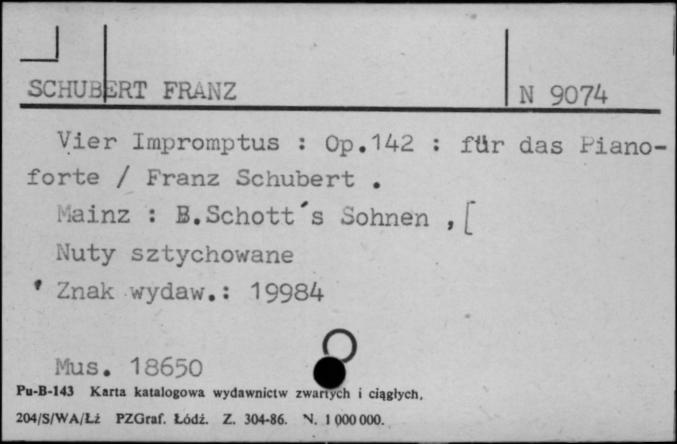 SCHUBERT FRANZ N 9074
Vier Impromptus : Op.142 : für das Piano-
forte / Franz Schubert .
Mainz : B.Schott´s Sohnen , [
Nuty sztychowane
Znak wydaw.: 19984
Mus. 18650
Pu-B-143 Karta katalogowa wydawnictw zwartych i ciągłych.
204/S/WA/Łż PZGraf. Łódź. Z. 304-86. N. 1 000 000.